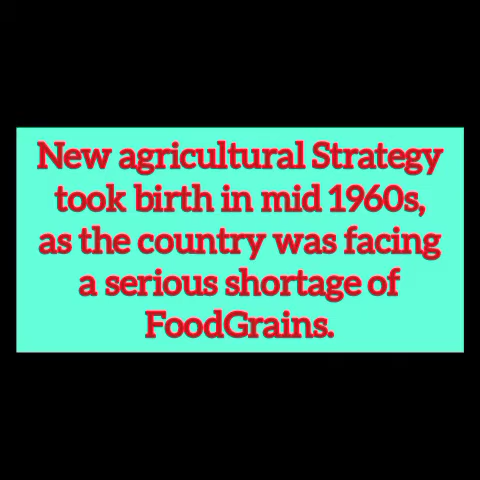 New agricultural Strategy
took birth in mid 1960s,
as the country was facing
a serious shortage of
FoodGrains.